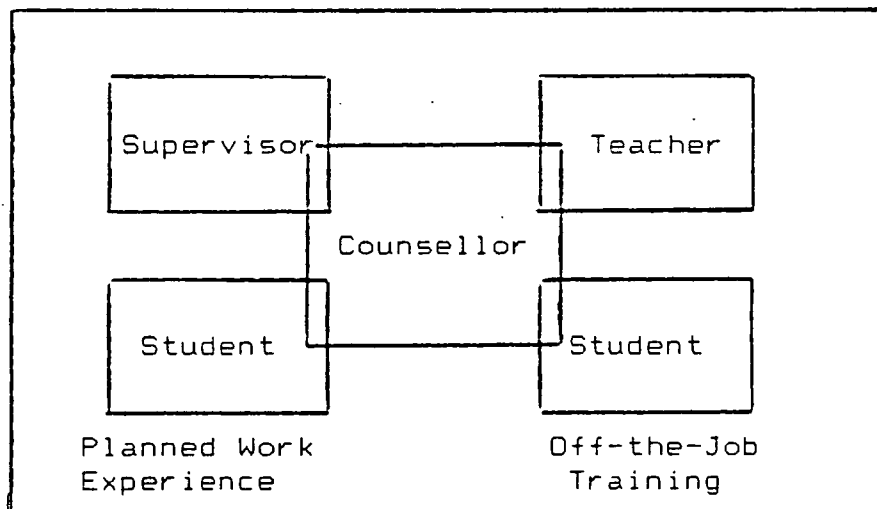 Supervisor
Teacher
Counsellor
Student
Student
Planned Work
Experience
Off-the-Job
Training